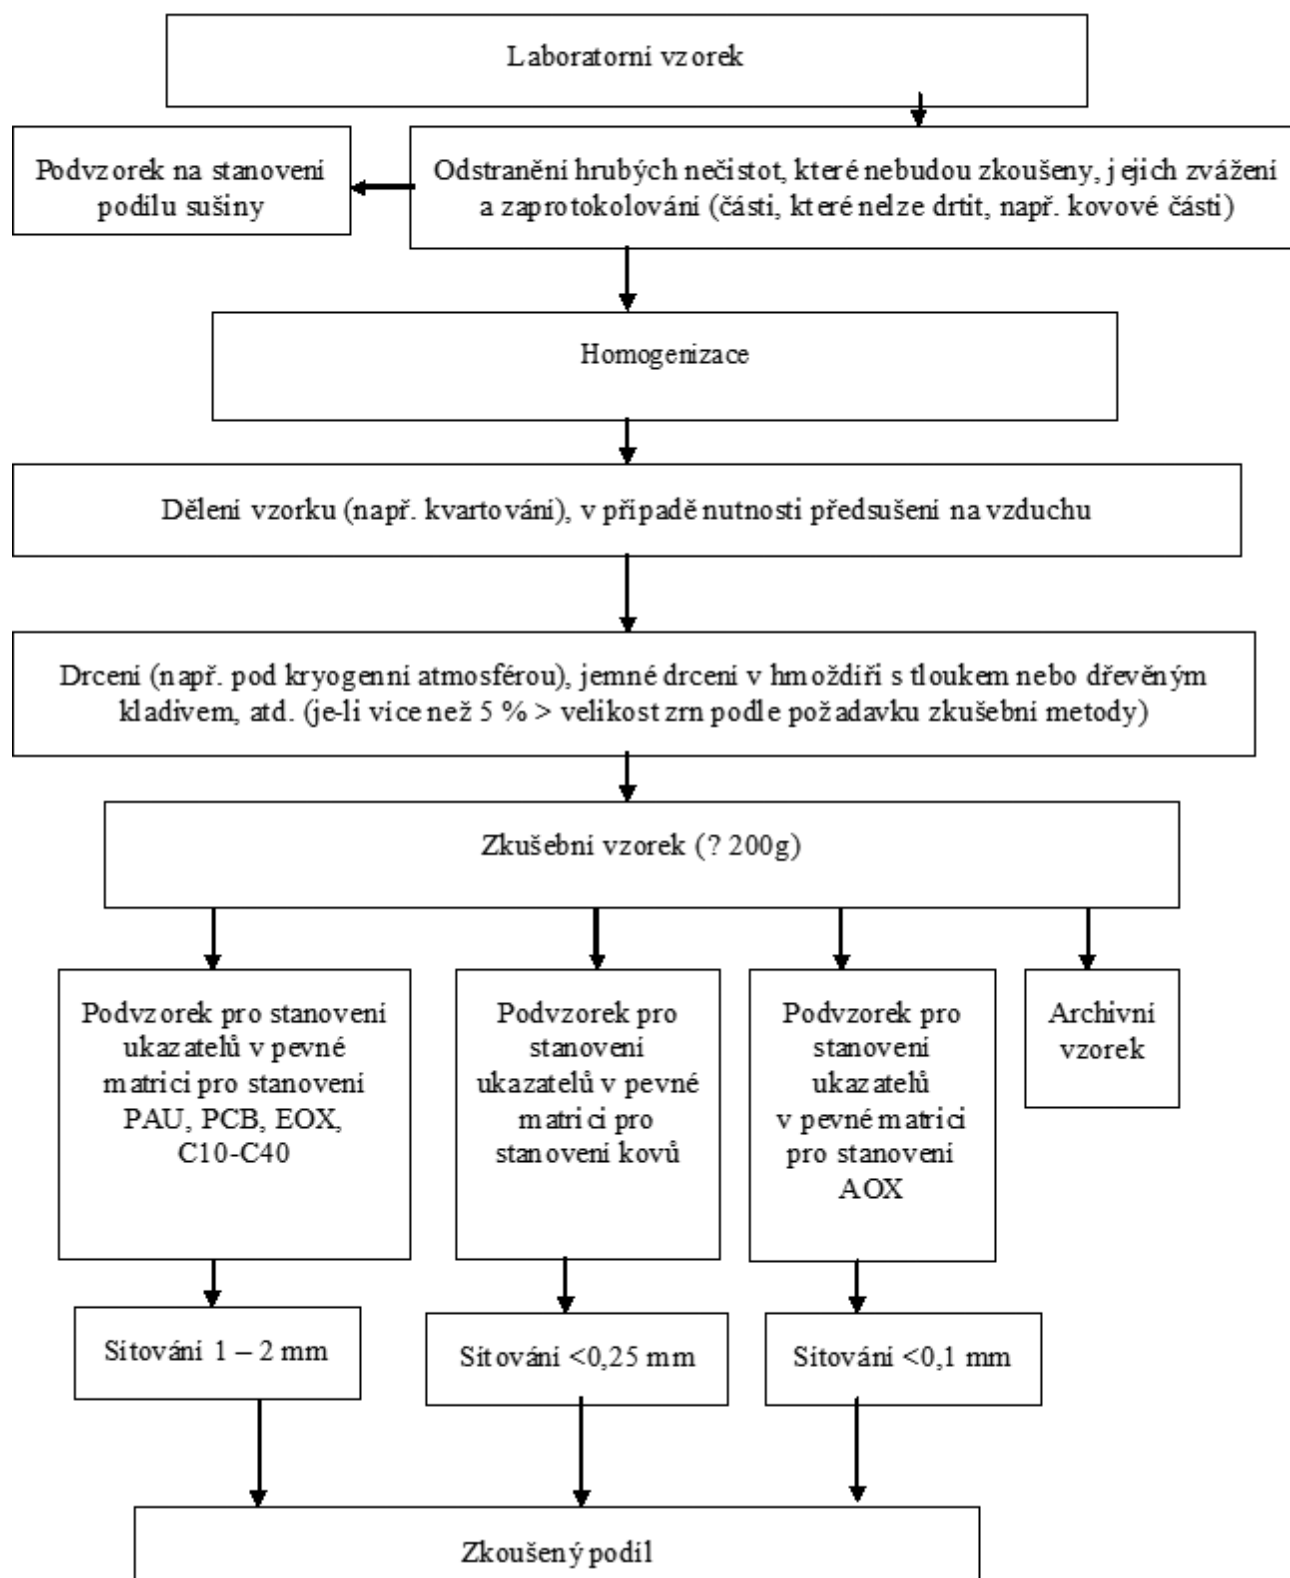 Laboratorní vzorek
Podvzorek na stanovení
podílu sušiny
Odstranění hrubých nečistot, které nebudou zkoušeny, jejich zvážení
a zaprotokolování (části, které nelze drtit, např. kovové části)
Homogenizace
Dělení vzorku (např. kvartování), v případě nutnosti předsušení na vzduchu
Drcení (např. pod kryogenní atmosférou), jemné drcení v hmoždíři s tloukem nebo dřevěným
kladivem, atd. (je-li více než 5 % > velikost zrn podle požadavku zkušební metody)
Zkušební vzorek (? 200g)
Podvzorek pro stanovení
ukazatelů v pevné
matrici pro stanovení
PAU, PCB, EOX,
C10-C40
Podvzorek pro
stanovení
ukazatelů v pevné
matrici pro
stanovení kovů
Podvzorek pro
stanovení
ukazatelů
v pevné matrici
pro stanovení
AOX
Archivní
vzorek
Sítování 1 – 2 mm
Sítování <0,25 mm
Sítování <0,1 mm
Zkoušený podíl